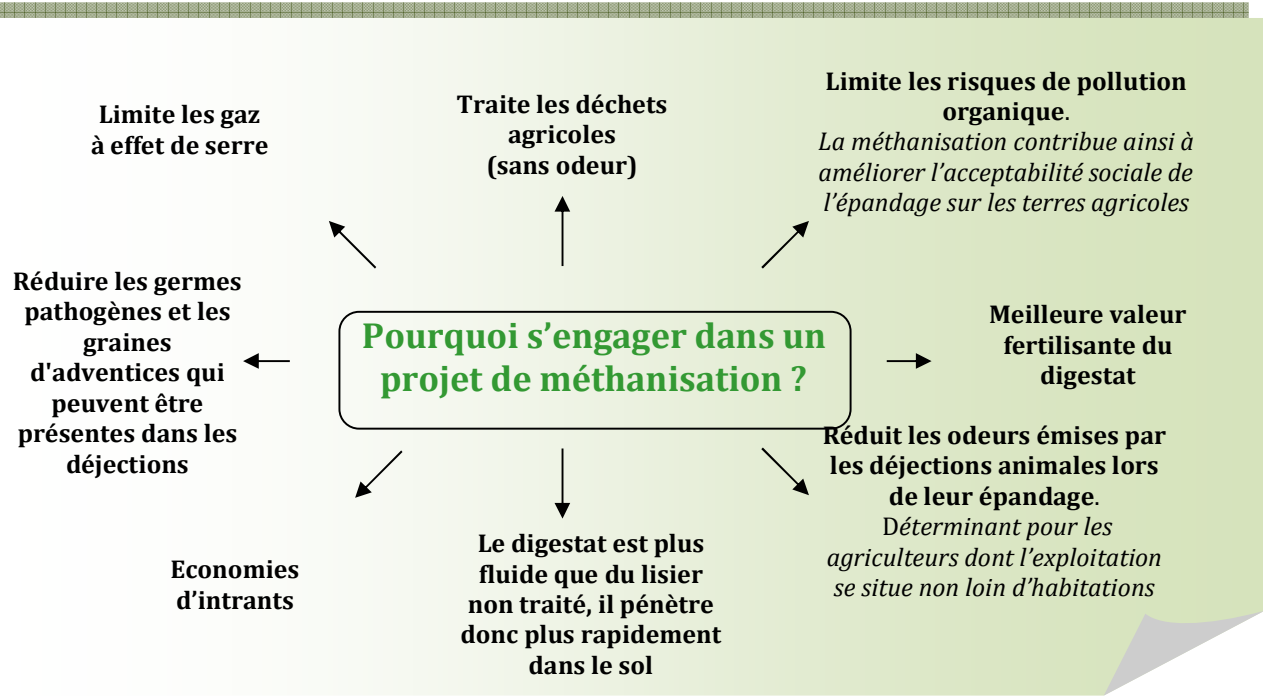 Limite les gaz
à effet de serre
Traite les déchets
agricoles
(sans odeur)
Limite les risques de pollution
organique.
La méthanisation contribue ainsi à
améliorer l’acceptabilité sociale de
l’épandage sur les terres agricoles
Réduire les germes
pathogènes et les
graines
d'adventices qui
peuvent être
présentes dans les
déjections
Pourquoi s’engager dans un
projet de méthanisation ?
Meilleure valeur
fertilisante du
digestat
Réduit les odeurs émises par
les déjections animales lors
de leur épandage.
Déterminant pour les
agriculteurs dont l’exploitation
se situe non loin d’habitations
Economies
d’intrants
Le digestat est plus
fluide que du lisier
non traité, il pénètre
donc plus rapidement
dans le sol